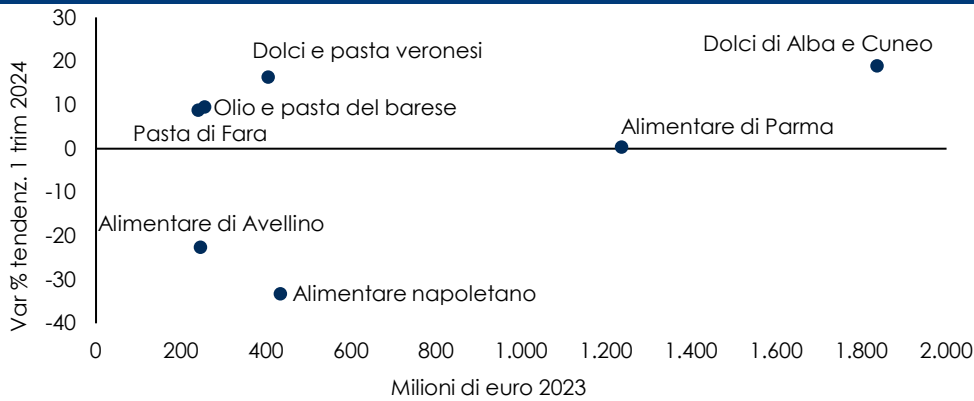 Var % tendenz. 1 trim 2024
30
20
10
0
-10
-20
-30
-40
Dolci e pasta veronesi
Dolci di Alba e Cuneo
Olio e pasta del barese
Pasta di Fara
Alimentare di Parma
Alimentare di Avellino
Alimentare napoletano
0 200 400 600 800 1.000 1.200 1.400 1.600 1.800 2.000
Milioni di euro 2023